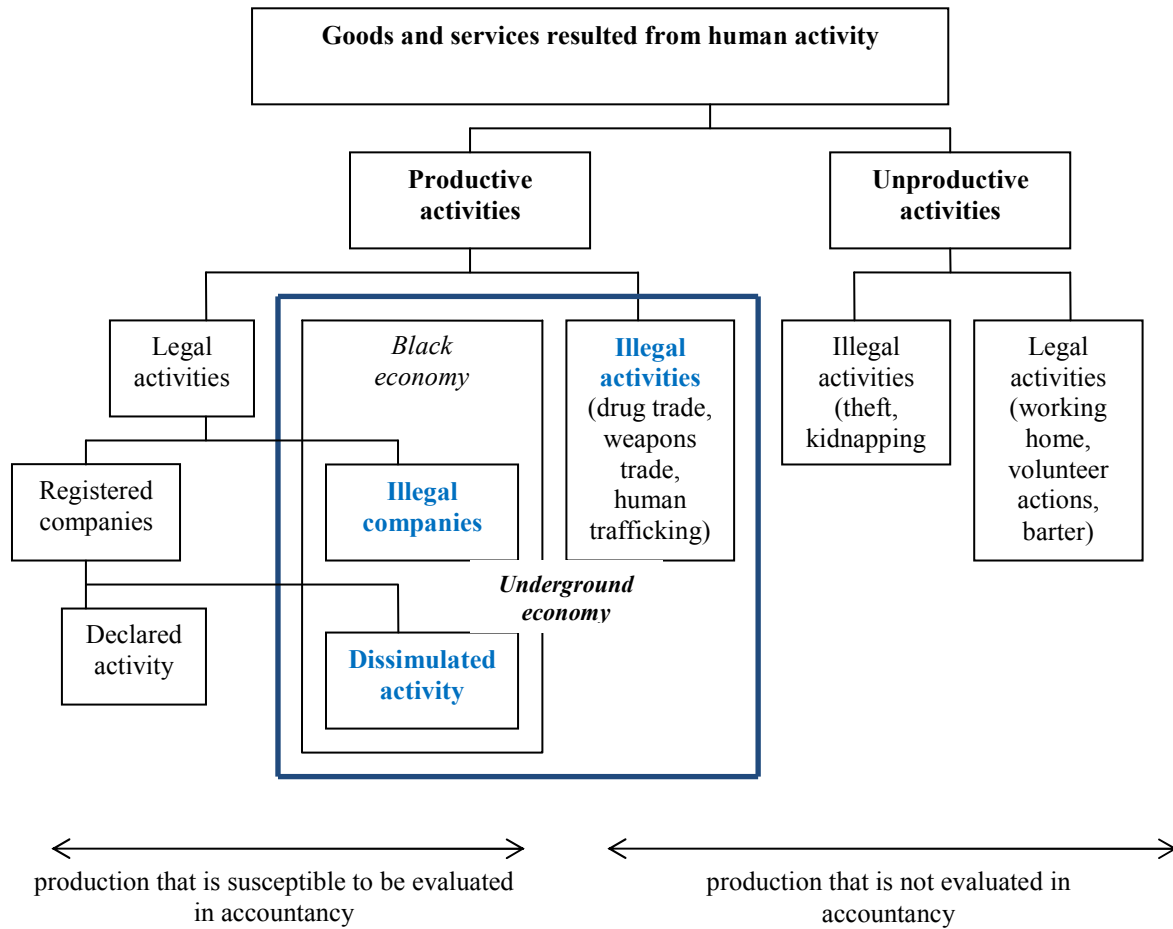 Goods and services resulted from human activity
Productive
activities
Unproductive
activities
Legal
activities
Black
economy
Illegal
activities
(drug trade,
weapons
trade,
human
trafficking)
Illegal
activities
(theft,
kidnapping
Legal
activities
(working
home,
volunteer
actions,
barter)
Registered
companies
Illegal
companies
Underground
economy
Declared
activity
Dissimulated
activity
production that is susceptible to be evaluated
in accountancy
production that is not evaluated in
accountancy